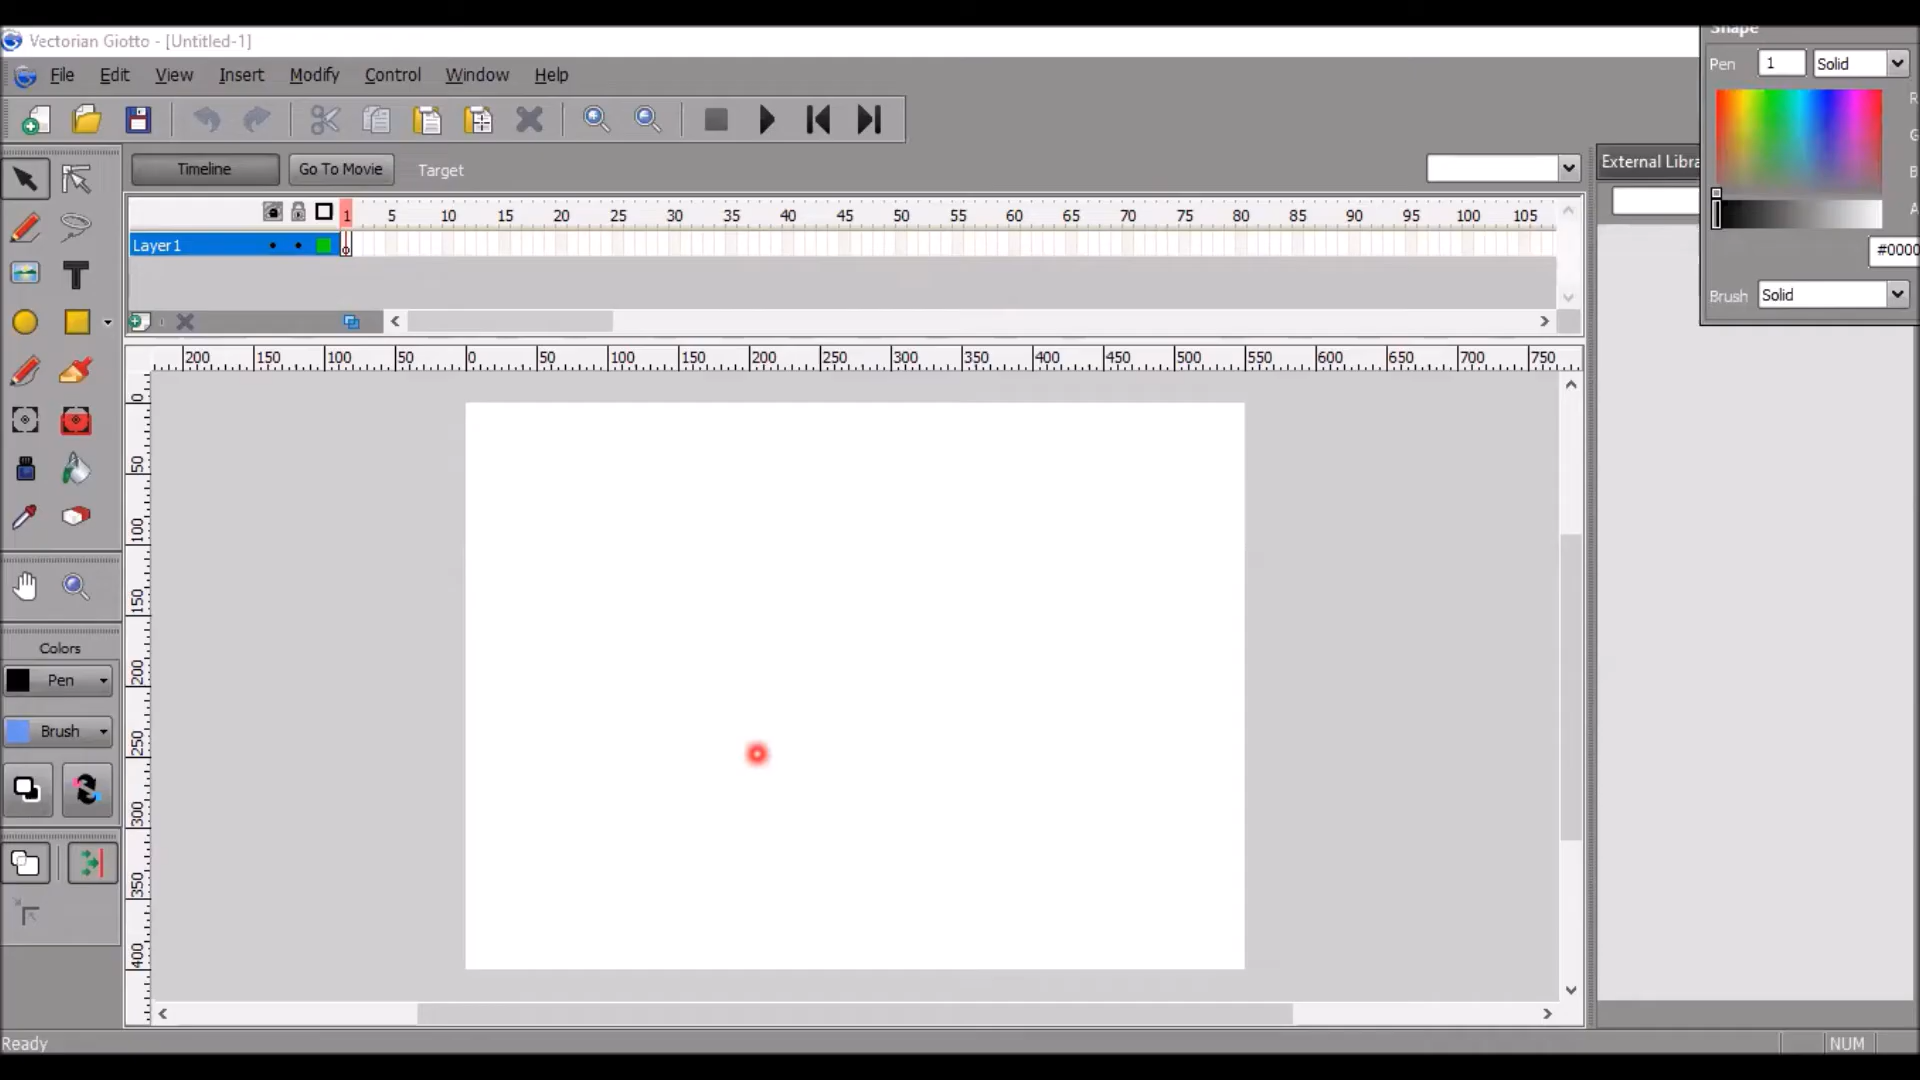 Vectorian Giotto - [Untitled-1]
File Edit View Insert Modify Control Window Help
Shape
Pen 1 Solid
R
G
B
A
#0000
Brush Solid
Timeline Go To Movie Target
External Libra
1 5 10 15 20 25 30 35 40 45 50 55 60 65 70 75 80 85 90 95 100 105
Layer1
200 150 100 50 0 50 100 150 200 250 300 350 400 450 500 550 600 650 700 750
0
50
100
150
200
250
300
350
400
Colors
Pen
Brush
Ready
NUM